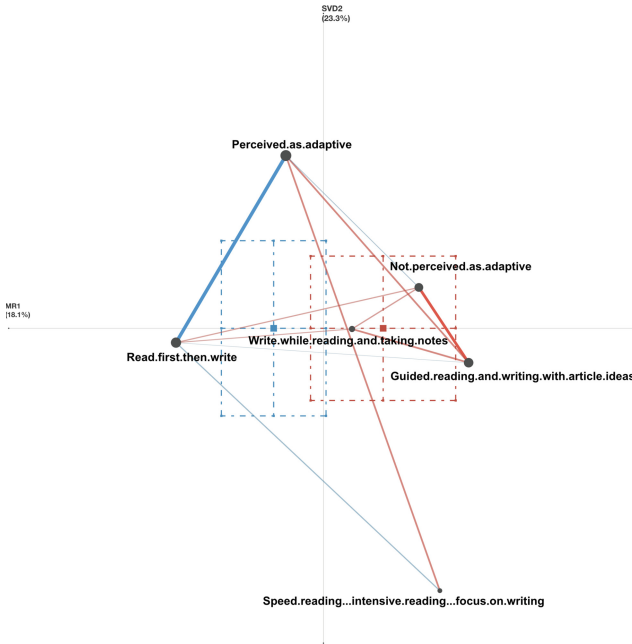 SVD2
(23.3%)
Perceived.as.adaptive
Not.perceived.as.adaptive
MR1
(18.1%)
Write.while.reading.and.taking.notes
Read.first.then.write
Guided.reading.and.writing.with.article.ideas
Speed.reading...intensive.reading...focus.on.writing